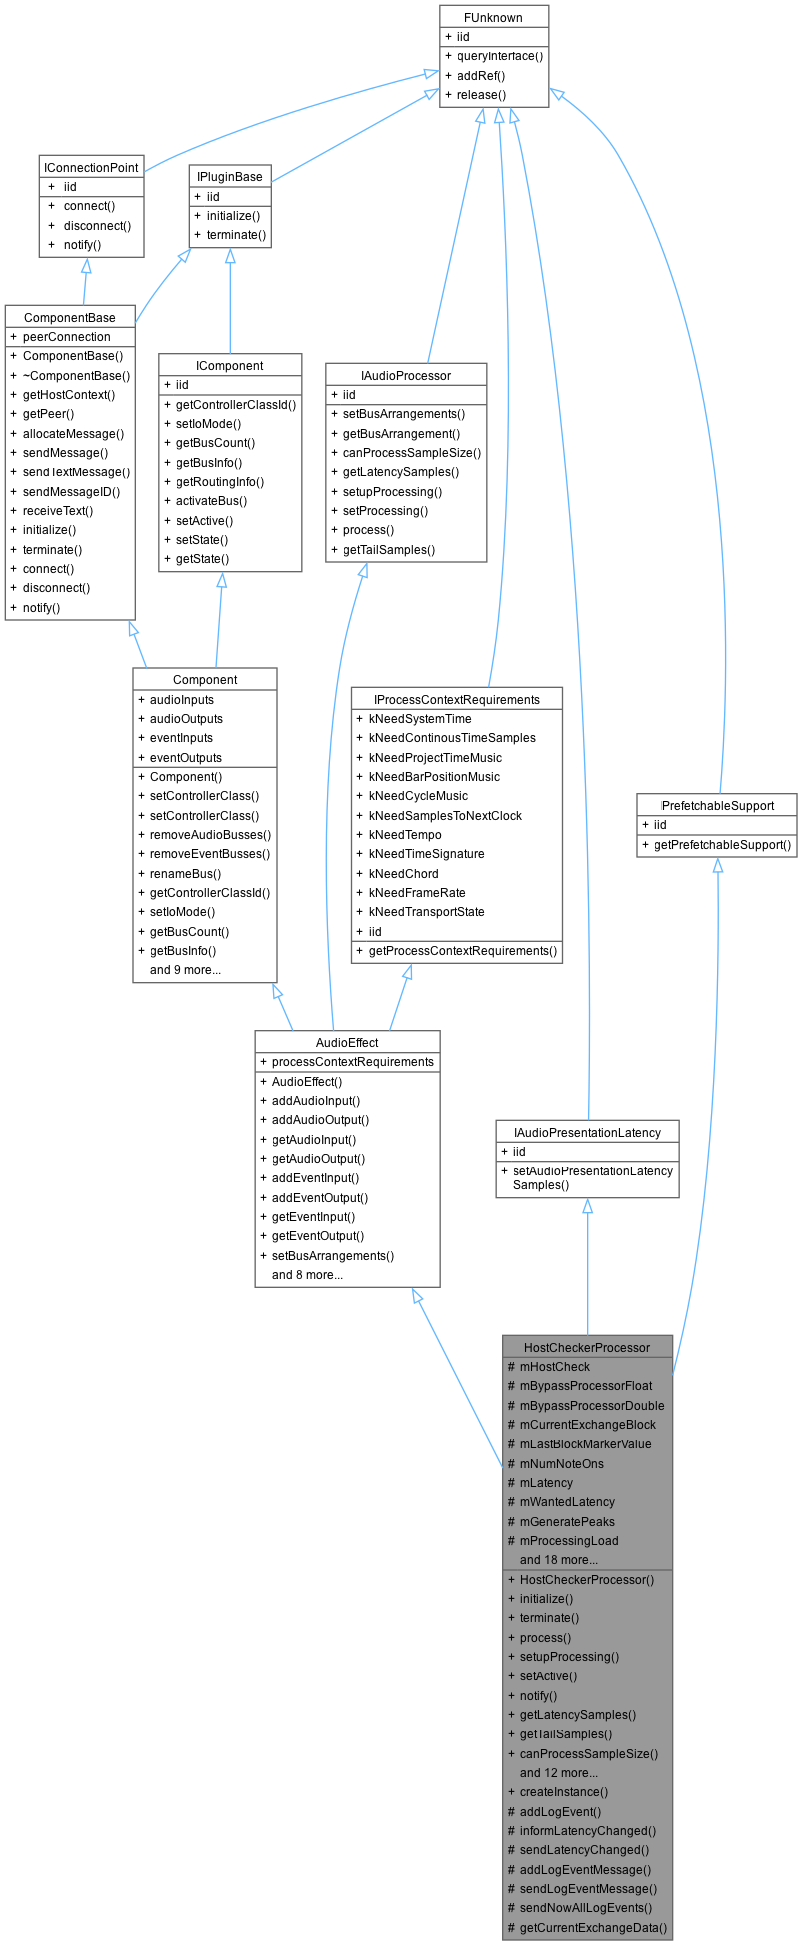 FUnknown
+ iid
+ queryInterface()
+ addRef()
+ release()
IConnectionPoint
+ iid
+ connect()
+ disconnect()
+ notify()
IPluginBase
+ iid
+ initialize()
+ terminate()
ComponentBase
+ peerConnection
+ ComponentBase()
+ ~ComponentBase()
+ getHostContext()
+ getPeer()
+ allocateMessage()
+ sendMessage()
+ sendTextMessage()
+ sendMessageID()
+ receiveText()
+ initialize()
+ terminate()
+ connect()
+ disconnect()
+ notify()
IComponent
+ iid
+ getControllerClassId()
+ setIoMode()
+ getBusCount()
+ getBusInfo()
+ getRoutingInfo()
+ activateBus()
+ setActive()
+ setState()
+ getState()
IAudioProcessor
+ iid
+ setBusArrangements()
+ getBusArrangement()
+ canProcessSampleSize()
+ getLatencySamples()
+ setupProcessing()
+ setProcessing()
+ process()
+ getTailSamples()
Component
+ audioInputs
+ audioOutputs
+ eventInputs
+ eventOutputs
+ Component()
+ setControllerClass()
+ setControllerClass()
+ removeAudioBusses()
+ removeEventBusses()
+ renameBus()
+ getControllerClassId()
+ setIoMode()
+ getBusCount()
+ getBusInfo()
and 9 more...
IProcessContextRequirements
+ kNeedSystemTime
+ kNeedContinousTimeSamples
+ kNeedProjectTimeMusic
+ kNeedBarPositionMusic
+ kNeedCycleMusic
+ kNeedSamplesToNextClock
+ kNeedTempo
+ kNeedTimeSignature
+ kNeedChord
+ kNeedFrameRate
+ kNeedTransportState
+ iid
+ getProcessContextRequirements()
IPrefetchableSupport
+ iid
+ getPrefetchableSupport()
AudioEffect
+ processContextRequirements
+ AudioEffect()
+ addAudioInput()
+ addAudioOutput()
+ getAudioInput()
+ getAudioOutput()
+ addEventInput()
+ addEventOutput()
+ getEventInput()
+ getEventOutput()
+ setBusArrangements()
and 8 more...
IAudioPresentationLatency
+ iid
+ setAudioPresentationLatency
Samples()
HostCheckerProcessor
# mHostCheck
# mBypassProcessorFloat
# mBypassProcessorDouble
# mCurrentExchangeBlock
# mLastBlockMarkerValue
# mNumNoteOns
# mLatency
# mWantedLatency
# mGeneratePeaks
# mProcessingLoad
and 18 more...
+ HostCheckerProcessor()
+ initialize()
+ terminate()
+ process()
+ setupProcessing()
+ setActive()
+ notify()
+ getLatencySamples()
+ getTailSamples()
+ canProcessSampleSize()
and 12 more...
+ createInstance()
# addLogEvent()
# informLatencyChanged()
# sendLatencyChanged()
# addLogEventMessage()
# sendLogEventMessage()
# sendNowAllLogEvents()
# getCurrentExchangeData()